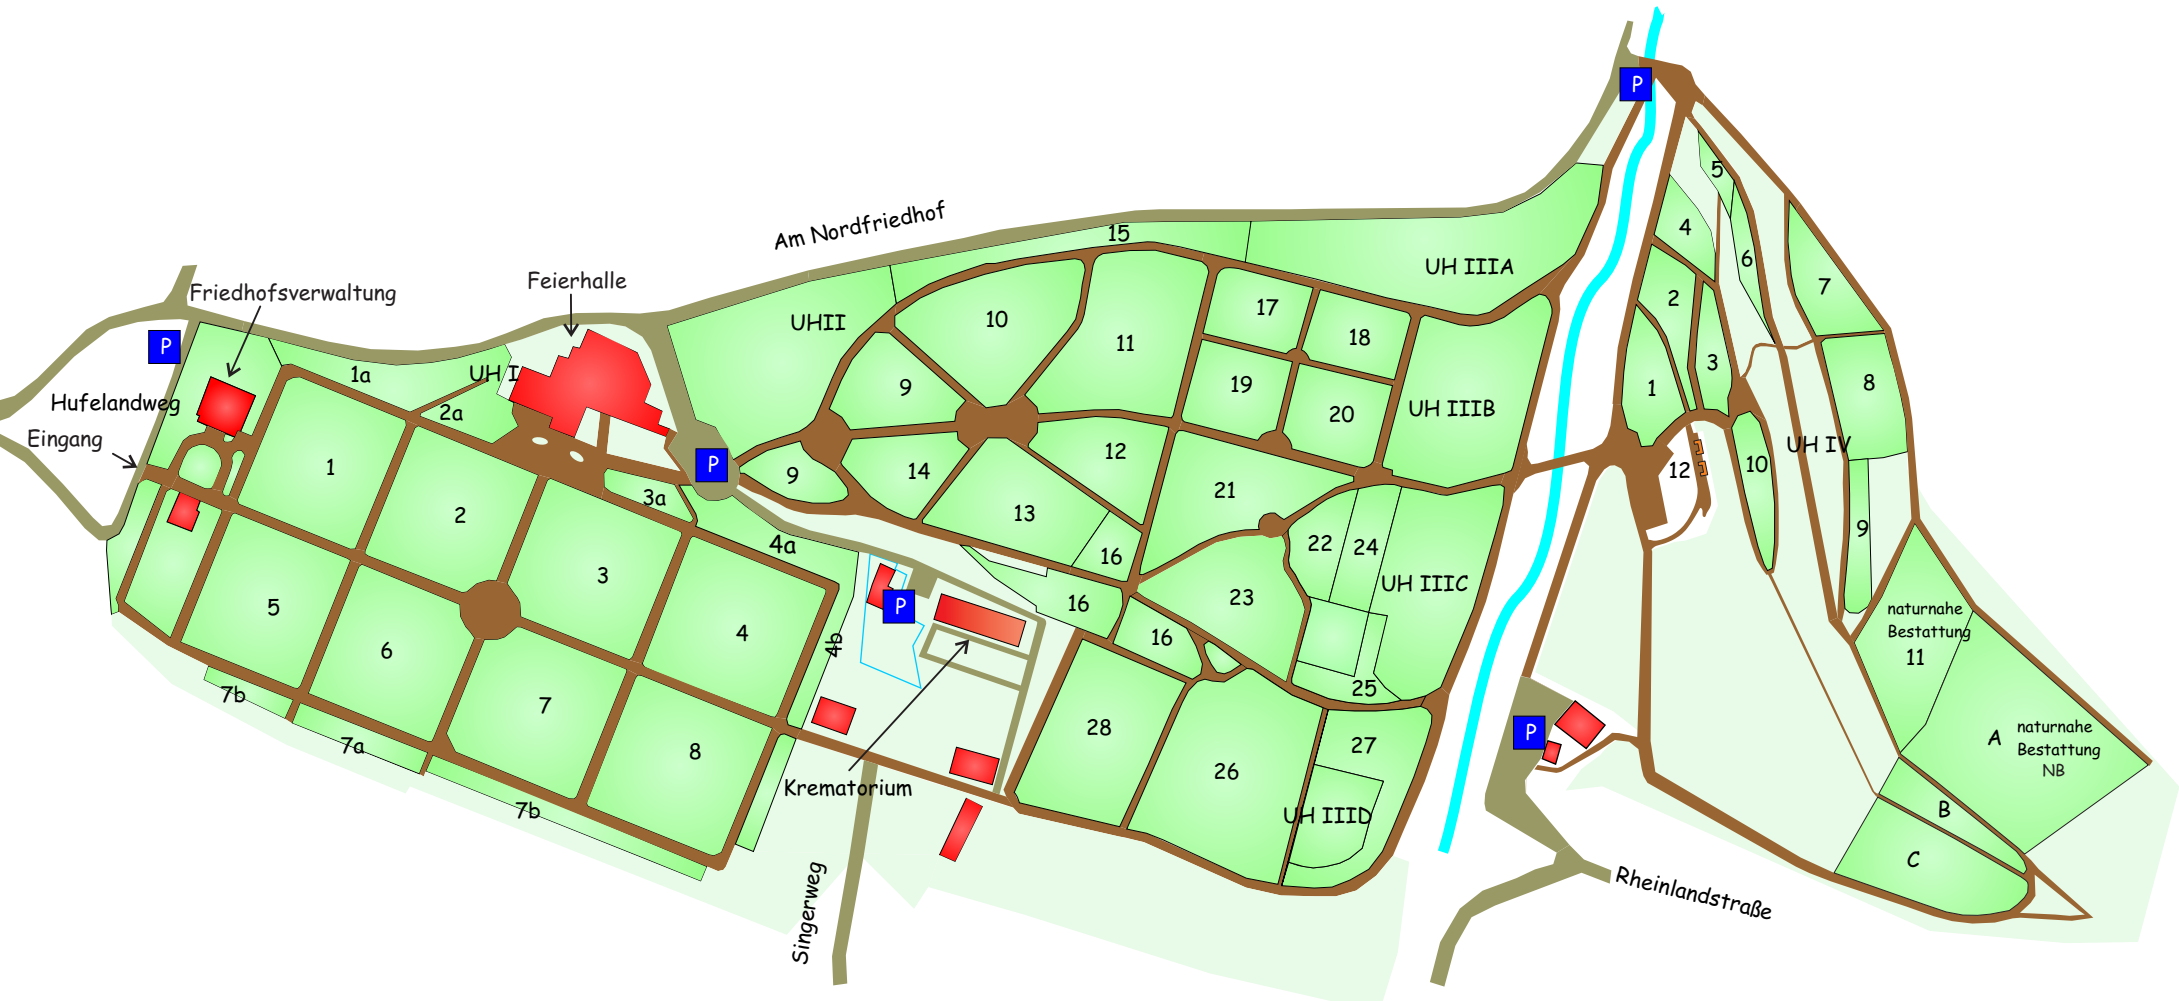 P
Am Nordfriedhof
15
UH IIIA
5
4
6
7
Feierhalle
Friedhofsverwaltung
P
Hufelandweg
Eingang
1a
UH I
2a
UHII
10
11
17
18
9
19
20
UH IIIB
2
3
1
8
1
2
P
3a
9
14
12
13
21
12
10
UH IV
9
4a
16
22
24
UH IIIC
3
5
6
4
4b
P
16
16
23
25
naturnahe
Bestattung
11
7b
7a
7
8
7b
Krematorium
28
26
27
UH IIID
P
A
naturnahe
Bestattung
NB
B
C
Singerweg
Rheinlandstraße